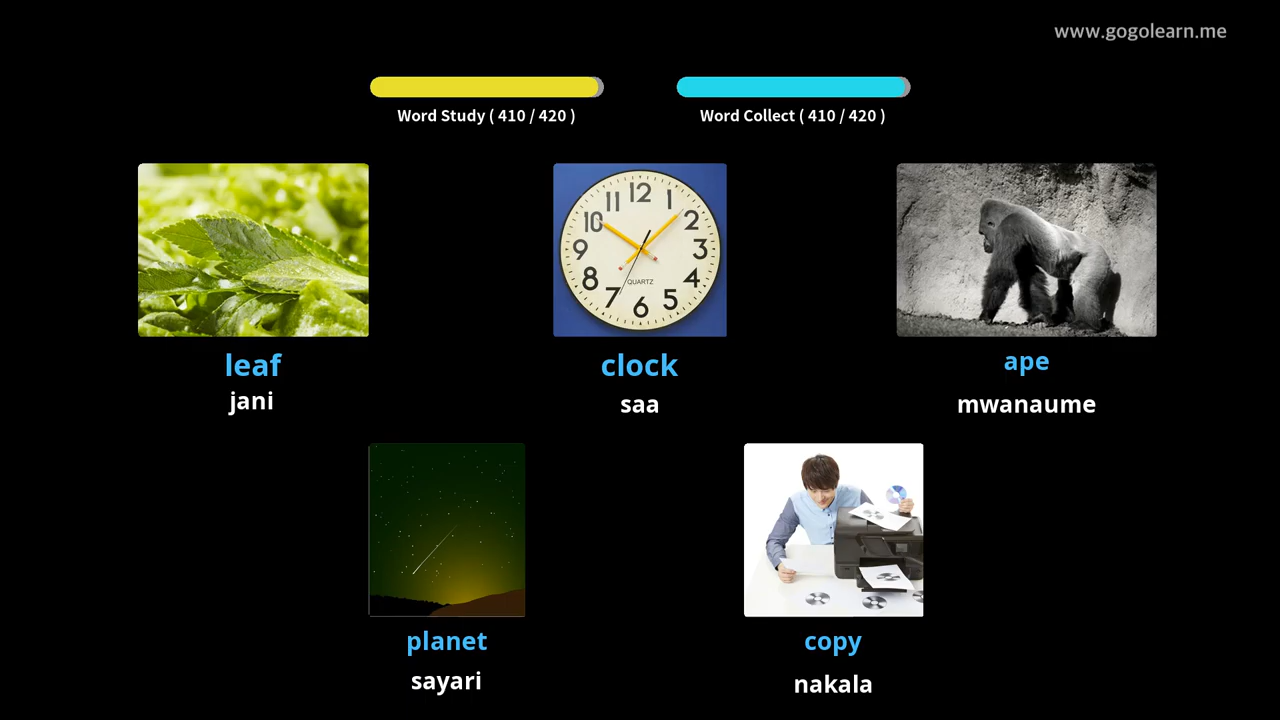 www.gogolearn.me
Word Study ( 410 / 420 )
Word Collect ( 410 / 420 )
12
11 1
10 2
9 3
8 4
QUARTZ
7 5
6
leaf
jani
clock
saa
ape
mwanaume
planet
sayari
copy
nakala